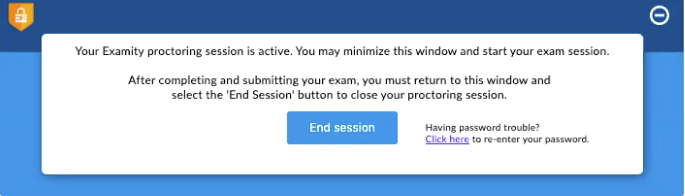 Your Examity proctoring session is active. You may minimize this window and start your exam session.
After completing and submitting your exam, you must return to this window and
select the 'End Session' button to close your proctoring session.
End session
Having password trouble?
Click here to re-enter your password.